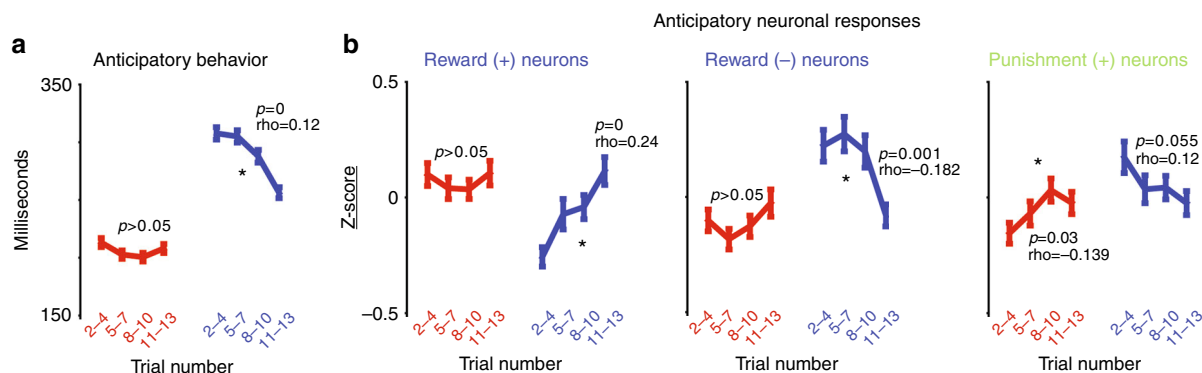 Anticipatory neuronal responses
a
Anticipatory behavior
350
Milliseconds
150
p>0.05
p=0
rho=0.12
*
2–4
5–7
8–10
11–13
2–4
5–7
8–10
11–13
Trial number
b
Reward (+) neurons
0.5
Z-score
0
–0.5
p>0.05
p=0
rho=0.24
*
2–4
5–7
8–10
11–13
2–4
5–7
8–10
11–13
Trial number
Reward (–) neurons
p>0.05
p=0.001
rho=–0.182
*
2–4
5–7
8–10
11–13
2–4
5–7
8–10
11–13
Trial number
Punishment (+) neurons
*
p=0.03
rho=–0.139
p=0.055
rho=0.12
2–4
5–7
8–10
11–13
2–4
5–7
8–10
11–13
Trial number